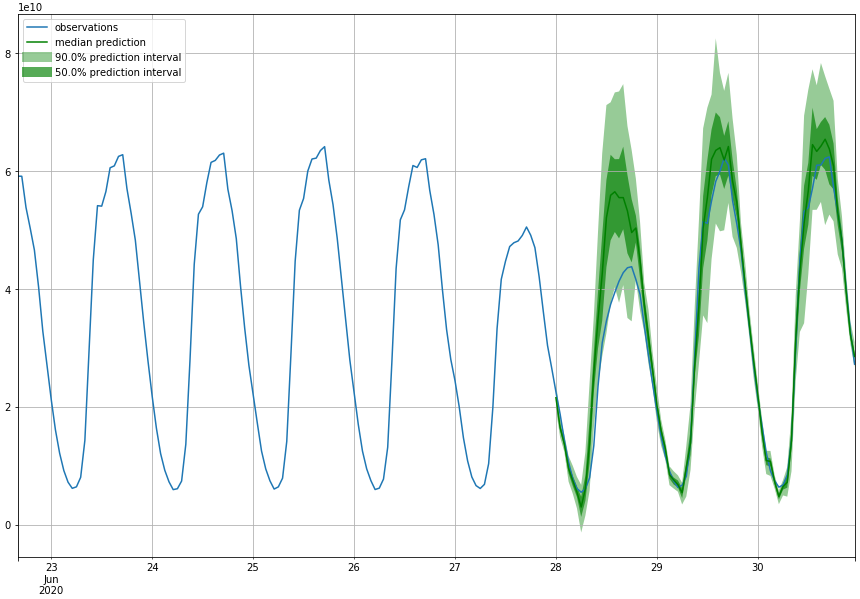 1e10
observations
median prediction
90.0% prediction interval
50.0% prediction interval
8
6
4
2
0
23 24 25 26 27 28 29 30
Jun
2020